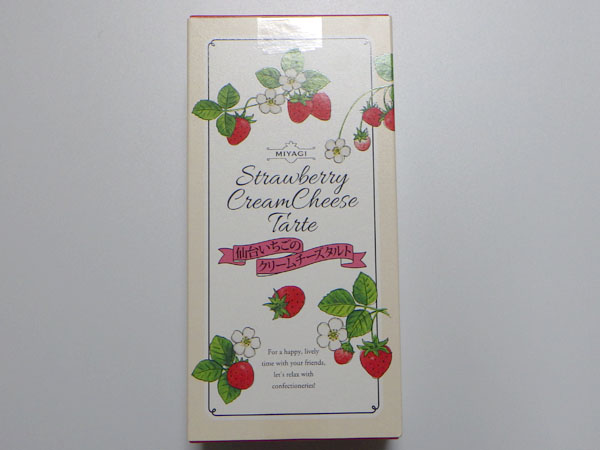 MIYAGI
Strawberry
CreamCheese
Tarte
仙台いちごの
クリームチーズタルト
For a happy, lively
time with your friends,
let's relax with
confectioneries!